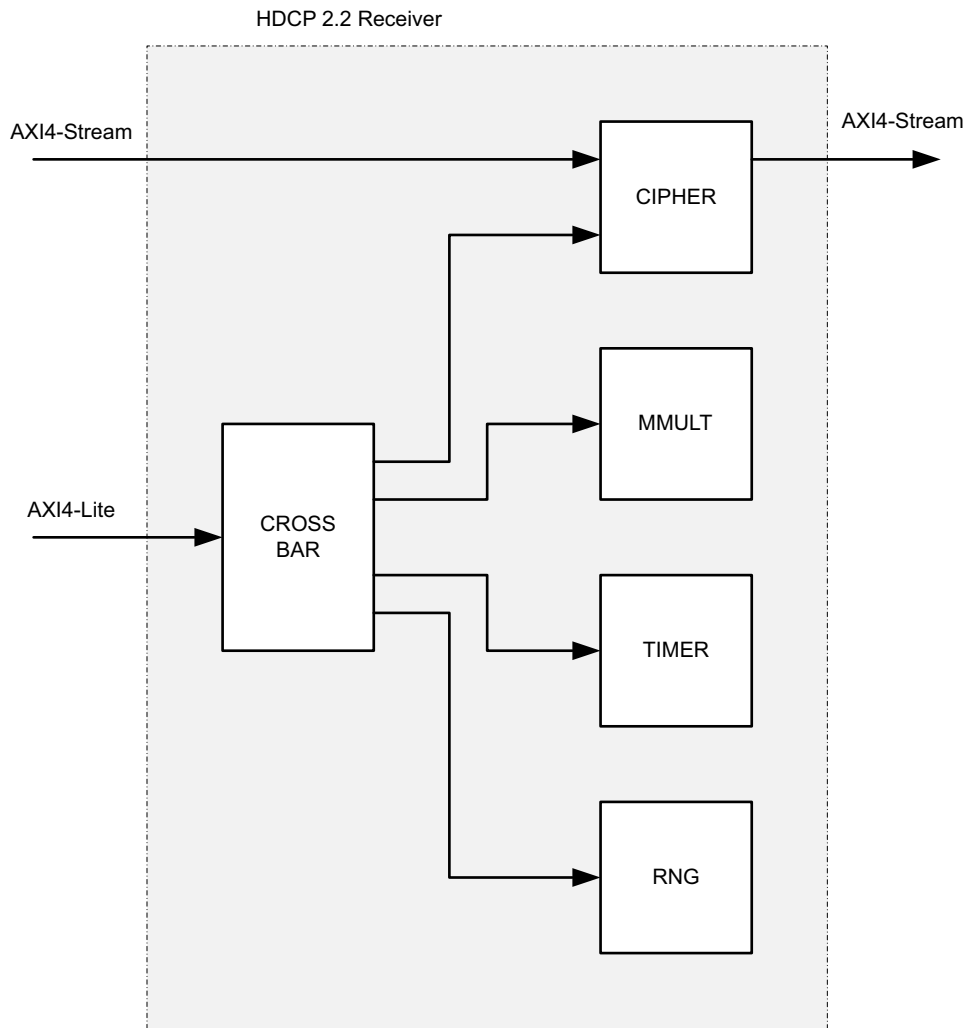 HDCP 2.2 Receiver
AXI4-Stream
AXI4-Stream
CIPHER
MMULT
AXI4-Lite
CROSS
BAR
TIMER
RNG